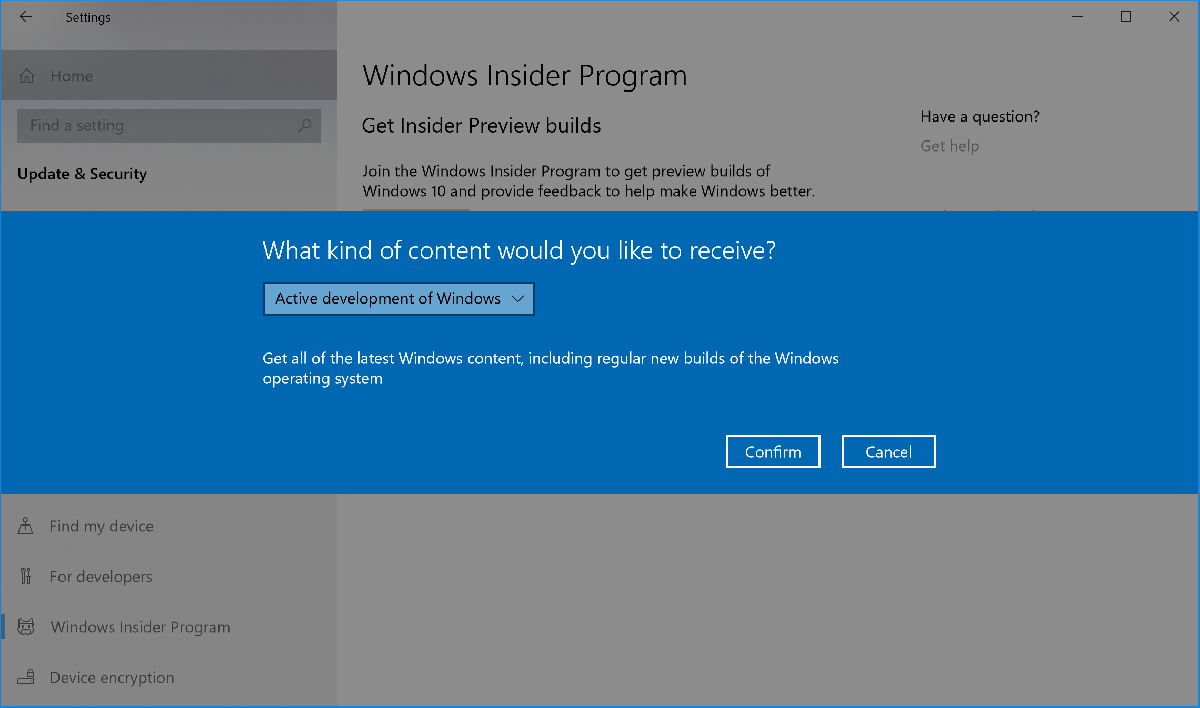 Settings
Home
Find a setting
Update & Security
Windows Insider Program
Get Insider Preview builds
Join the Windows Insider Program to get preview builds of
Windows 10 and provide feedback to help make Windows better.
Have a question?
Get help
What kind of content would you like to receive?
Active development of Windows
Get all of the latest Windows content, including regular new builds of the Windows
operating system
Confirm
Cancel
Find my device
For developers
Windows Insider Program
Device encryption